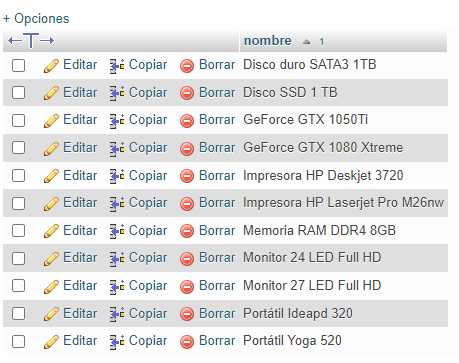 + Opciones
nombre 1
Editar Copiar Borrar Disco duro SATA3 1TB
Editar Copiar Borrar Disco SSD 1 TB
Editar Copiar Borrar GeForce GTX 1050Ti
Editar Copiar Borrar GeForce GTX 1080 Xtreme
Editar Copiar Borrar Impresora HP Deskjet 3720
Editar Copiar Borrar Impresora HP Laserjet Pro M26nw
Editar Copiar Borrar Memoria RAM DDR4 8GB
Editar Copiar Borrar Monitor 24 LED Full HD
Editar Copiar Borrar Monitor 27 LED Full HD
Editar Copiar Borrar Portátil Ideapd 320
Editar Copiar Borrar Portátil Yoga 520